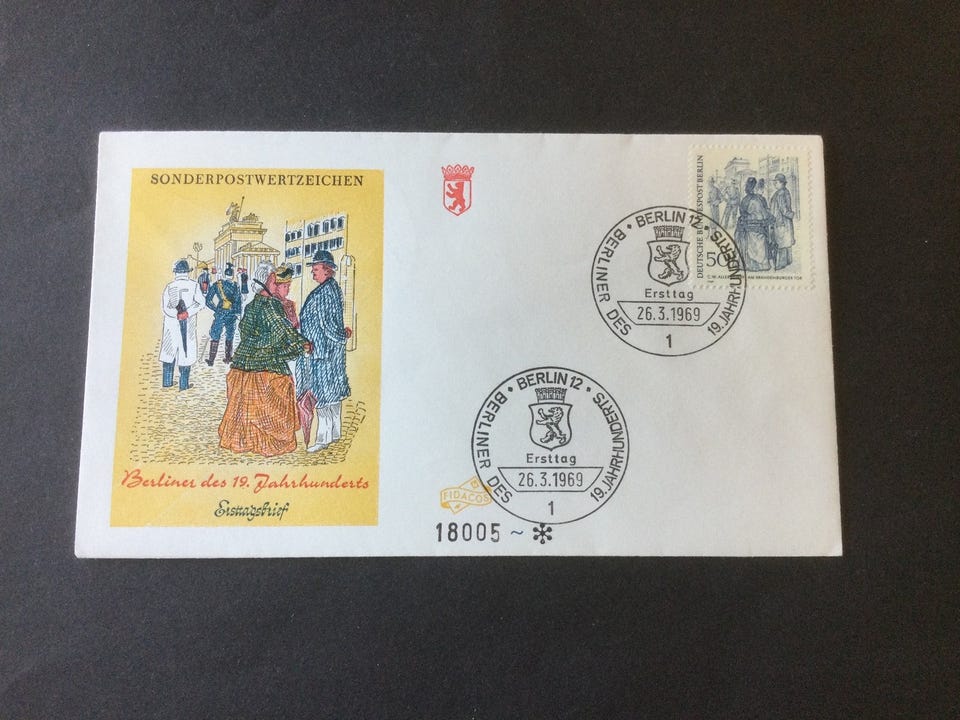 SONDERPOSTWERTZEICHEN
Berliner des 19. Jahrhunderts
Ersttagsbrief
DEUTSCHE BUNDESPOST BERLIN
50
C.W. ALLERS AM BRANDENBURGER TOR
• BERLIN 12 •
BERLINER DES 19. JAHRHUNDERTS
Ersttag
26.3.1969
1
• BERLIN 12 •
BERLINER DES 19. JAHRHUNDERTS
Ersttag
26.3.1969
1
FIDACOS
18005 ~ *